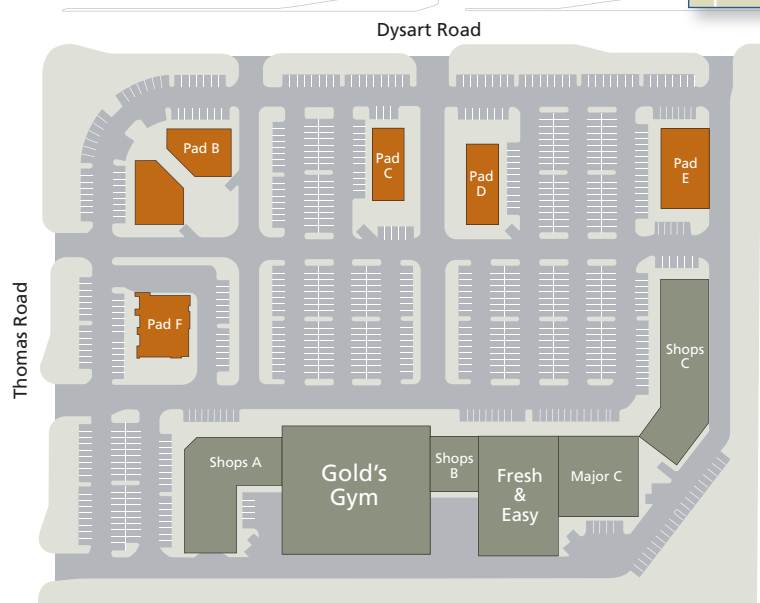 Dysart Road
Pad B
Pad
C
Pad
D
Pad
E
Thomas Road
Pad F
Shops
C
Shops A
Gold's
Gym
Shops
B
Fresh
&
Easy
Major C